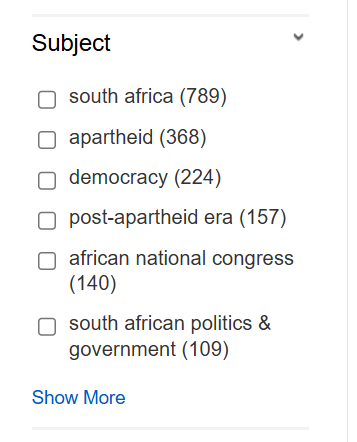 Subject
south africa (789)
apartheid (368)
democracy (224)
post-apartheid era (157)
african national congress
(140)
south african politics &
government (109)
Show More